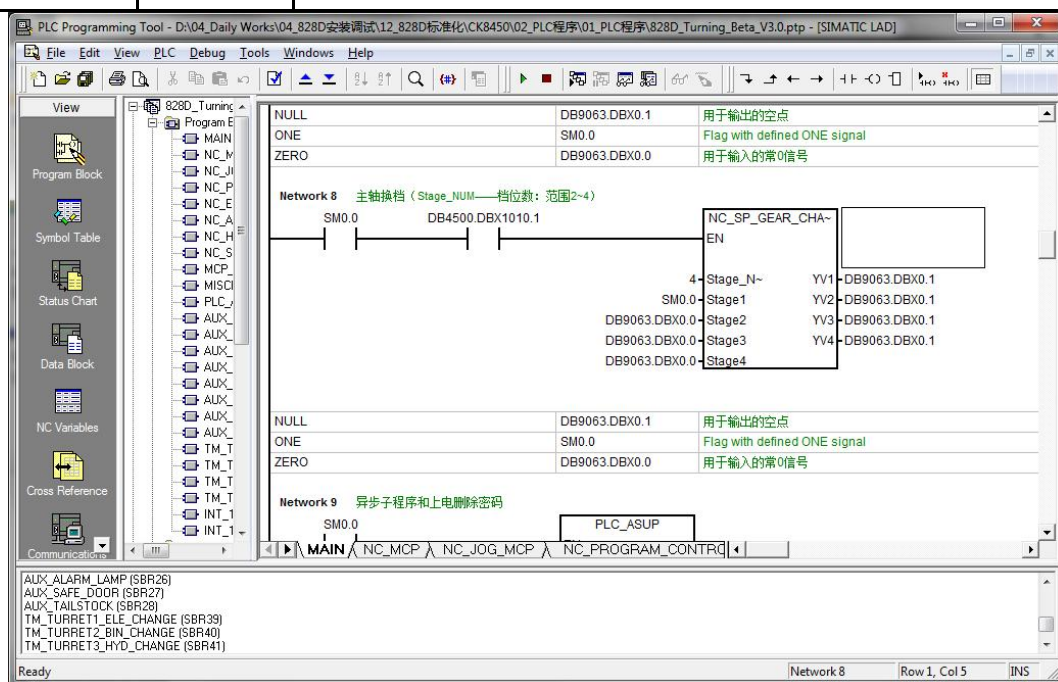 PLC Programming Tool - D:\04_Daily Works\04_828D安装调试\12_828D标准化\CK8450\02_PLC程序\01_PLC程序\828D_Turning_Beta_V3.0.ptp - [SIMATIC LAD]
File Edit View PLC Debug Tools Windows Help
View
Program Block
Symbol Table
Status Chart
Data Block
NC Variables
Cross Reference
Communications
828D_Turning
Program B
MAIN
NC_M
NC_J
NC_P
NC_E
NC_A
NC_H
NC_S
MCP_
MISC
PLC_
AUX_
AUX_
AUX_
AUX_
AUX_
AUX_
AUX_
AUX_
TM_T
TM_T
TM_T
TM_T
INT_1
INT_1
NULL DB9063.DBX0.1 用于输出的空点
ONE SM0.0 Flag with defined ONE signal
ZERO DB9063.DBX0.0 用于输入的常0信号
Network 8 主轴换档（Stage_NUM——档位数：范围2~4）
SM0.0 DB4500.DBX1010.1 NC_SP_GEAR_CHA~
EN
4 Stage_N~ YV1 DB9063.DBX0.1
SM0.0 Stage1 YV2 DB9063.DBX0.1
DB9063.DBX0.0 Stage2 YV3 DB9063.DBX0.1
DB9063.DBX0.0 Stage3 YV4 DB9063.DBX0.1
DB9063.DBX0.0 Stage4
NULL DB9063.DBX0.1 用于输出的空点
ONE SM0.0 Flag with defined ONE signal
ZERO DB9063.DBX0.0 用于输入的常0信号
Network 9 异步子程序和上电删除密码
SM0.0 PLC_ASUP
MAIN NC_MCP NC_JOG_MCP NC_PROGRAM_CONTRO
AUX_ALARM_LAMP (SBR26)
AUX_SAFE_DOOR (SBR27)
AUX_TAILSTOCK (SBR28)
TM_TURRET1_ELE_CHANGE (SBR39)
TM_TURRET2_BIN_CHANGE (SBR40)
TM_TURRET3_HYD_CHANGE (SBR41)
Ready Network 8 Row 1, Col 5 INS